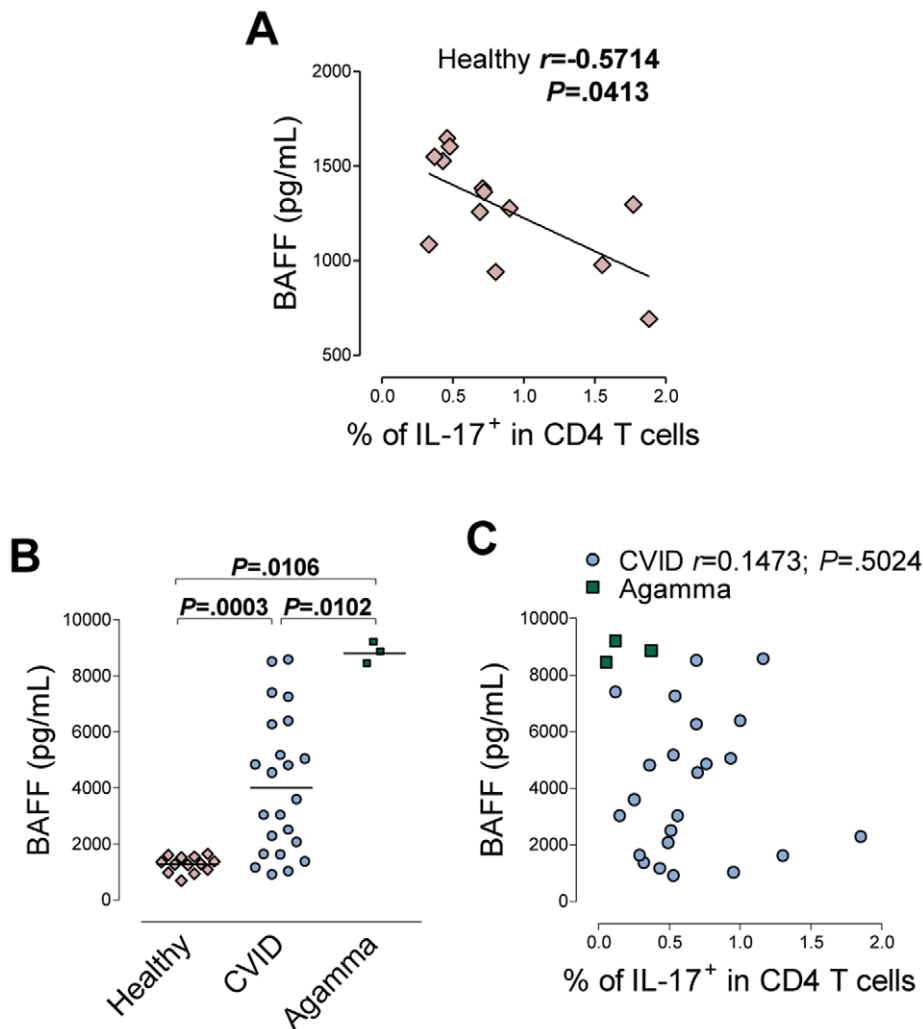 A
Healthy r=-0.5714
P=.0413
2000
1500
1000
500
BAFF (pg/mL)
0.0 0.5 1.0 1.5 2.0
% of IL-17+ in CD4 T cells
B
P=.0106
P=.0003 P=.0102
10000
8000
6000
4000
2000
0
BAFF (pg/mL)
Healthy
CVID
Agamma
C
CVID r=0.1473; P=.5024
Agamma
10000
8000
6000
4000
2000
0
BAFF (pg/mL)
0.0 0.5 1.0 1.5 2.0
% of IL-17+ in CD4 T cells